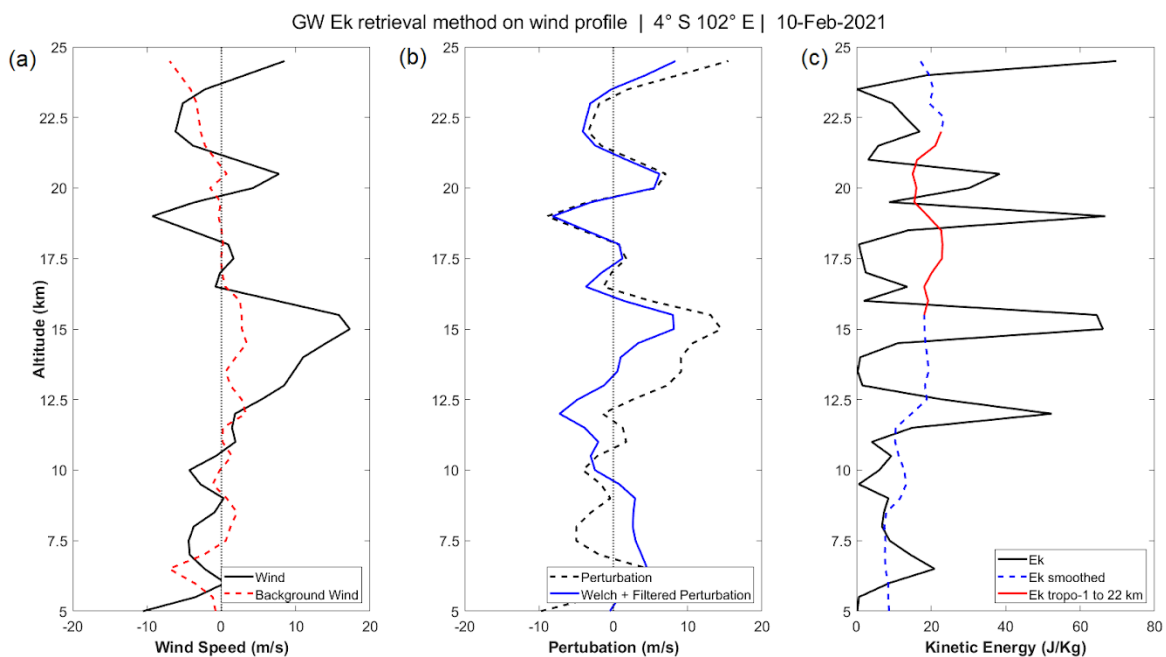 GW Ek retrieval method on wind profile | 4° S 102° E | 10-Feb-2021
(a)
25
22.5
20
17.5
15
12.5
10
7.5
5
Altitude (km)
-20
-10
0
10
20
Wind Speed (m/s)
Wind
Background Wind
(b)
25
22.5
20
17.5
15
12.5
10
7.5
5
-20
-10
0
10
20
Pertubation (m/s)
Perturbation
Welch + Filtered Perturbation
(c)
25
22.5
20
17.5
15
12.5
10
7.5
5
0
20
40
60
80
Kinetic Energy (J/Kg)
Ek
Ek smoothed
Ek tropo-1 to 22 km